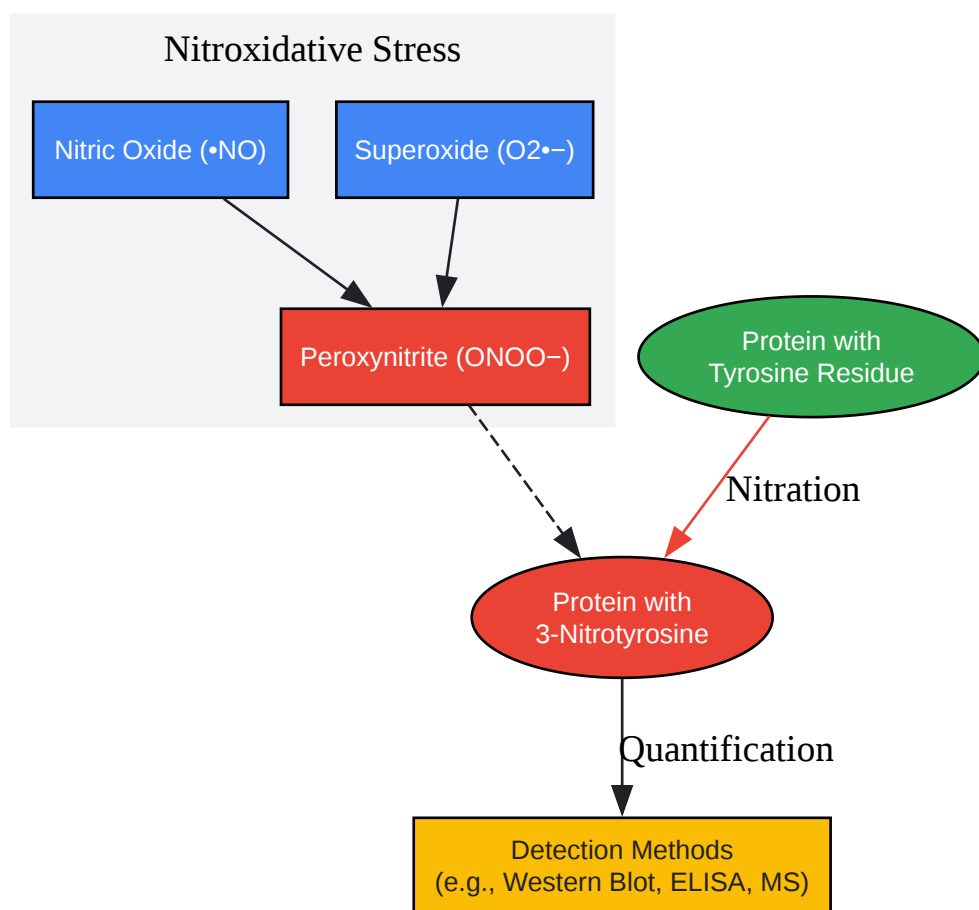 Nitroxidative Stress
Nitric Oxide (•NO)
Superoxide (O2•−)
Peroxynitrite (ONOO−)
Protein with
Tyrosine Residue
Nitration
Protein with
3-Nitrotyrosine
Quantification
Detection Methods
(e.g., Western Blot, ELISA, MS)